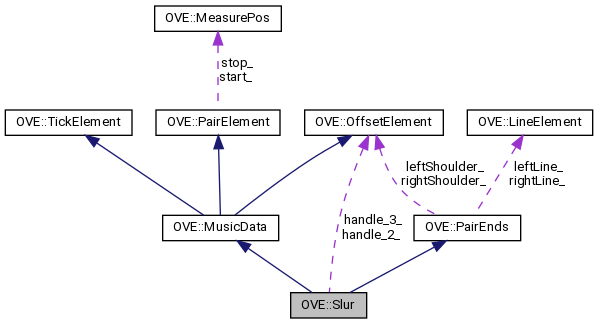 OVE::MeasurePos
stop_
start_
OVE::TickElement
OVE::PairElement
OVE::OffsetElement
OVE::LineElement
leftShoulder_
rightShoulder_
leftLine_
rightLine_
OVE::MusicData
handle_3_
handle_2_
OVE::PairEnds
OVE::Slur